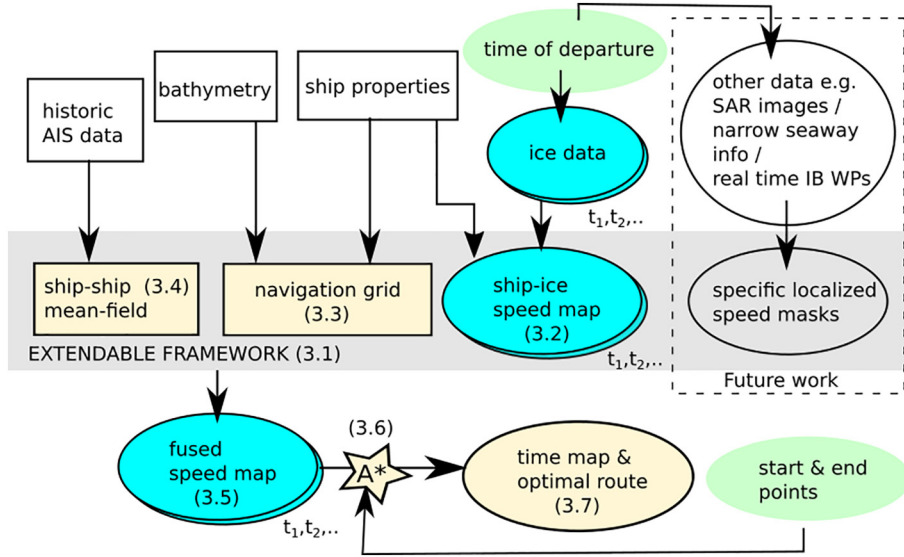 time of departure
historic
AIS data
bathymetry
ship properties
ice data
t1,t2,..
other data e.g.
SAR images /
narrow seaway
info /
real time IB WPs
ship-ship (3.4)
mean-field
navigation grid
(3.3)
ship-ice
speed map
(3.2)
t1,t2,..
specific localized
speed masks
EXTENDABLE FRAMEWORK (3.1)
Future work
fused
speed map
(3.5)
t1,t2,..
(3.6)
A*
time map &
optimal route
(3.7)
start & end
points